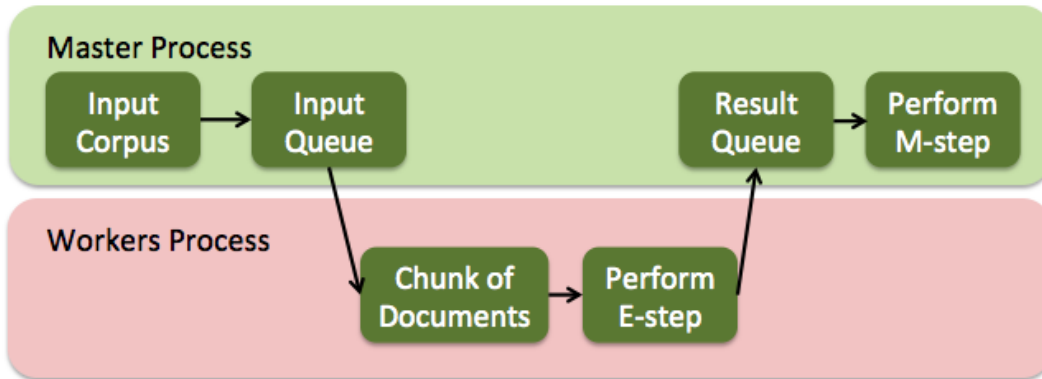 Master Process
Input
Corpus
Input
Queue
Result
Queue
Perform
M-step
Workers Process
Chunk of
Documents
Perform
E-step